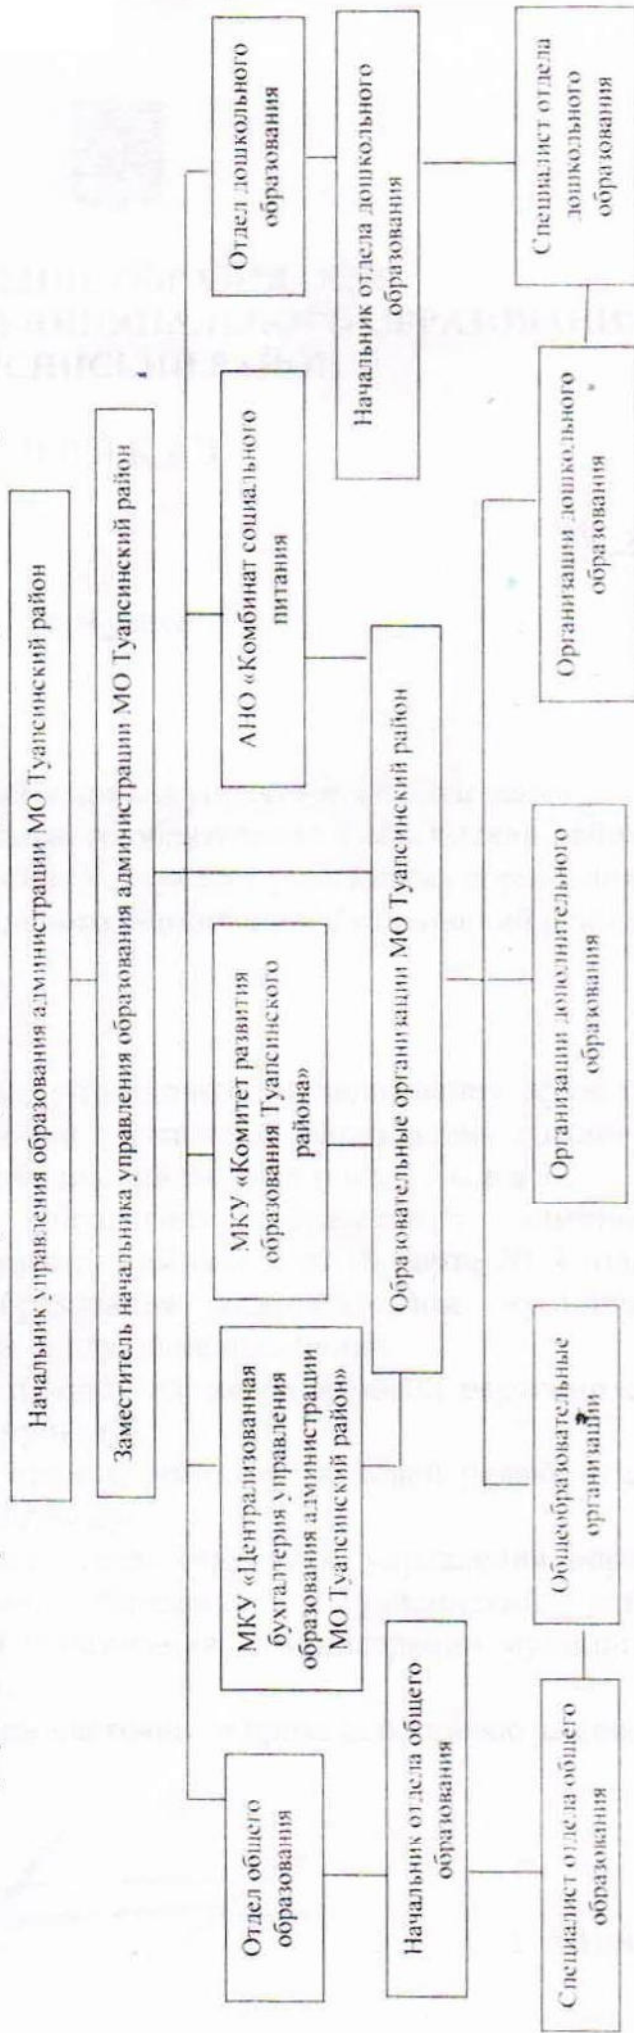 Начальник управления образования администрации МО Туапсинский район
Заместитель начальника управления образования администрации МО Туапсинский район
Отдел общего
образования
МКУ «Централизованная
бухгалтерия управления
образования администрации
МО Туапсинский район»
МКУ «Комитет развития
образования Туапсинского
района»
АНО «Комбинат социального
питания
Отдел дошкольного
образования
Начальник отдела общего
образования
Образовательные организации МО Туапсинский район
Начальник отдела дошкольного
образования
Специалист отдела общего
образования
Общеобразовательные
организации
Организации дополнительного
образования
Организации дошкольного
образования
Специалист отдела
дошкольного
образования